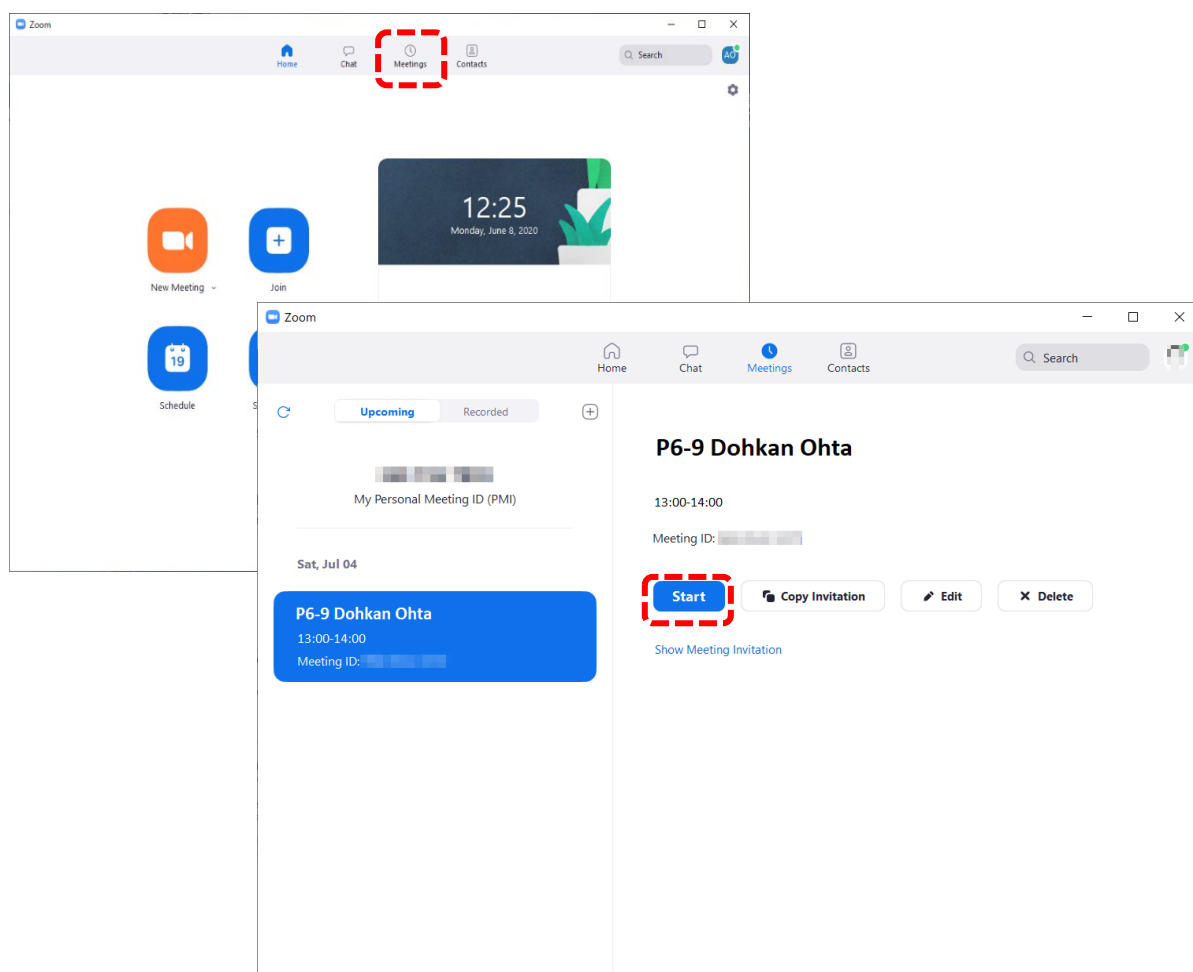 Zoom
Home
Chat
Meetings
Contacts
Search
AO
12:25
Monday, June 8, 2020
New Meeting
Join
19
Schedule
S
Zoom
Home
Chat
Meetings
Contacts
Search
Upcoming
Recorded
My Personal Meeting ID (PMI)
Sat, Jul 04
P6-9 Dohkan Ohta
13:00-14:00
Meeting ID:
P6-9 Dohkan Ohta
13:00-14:00
Meeting ID:
Start
Copy Invitation
Edit
Delete
Show Meeting Invitation